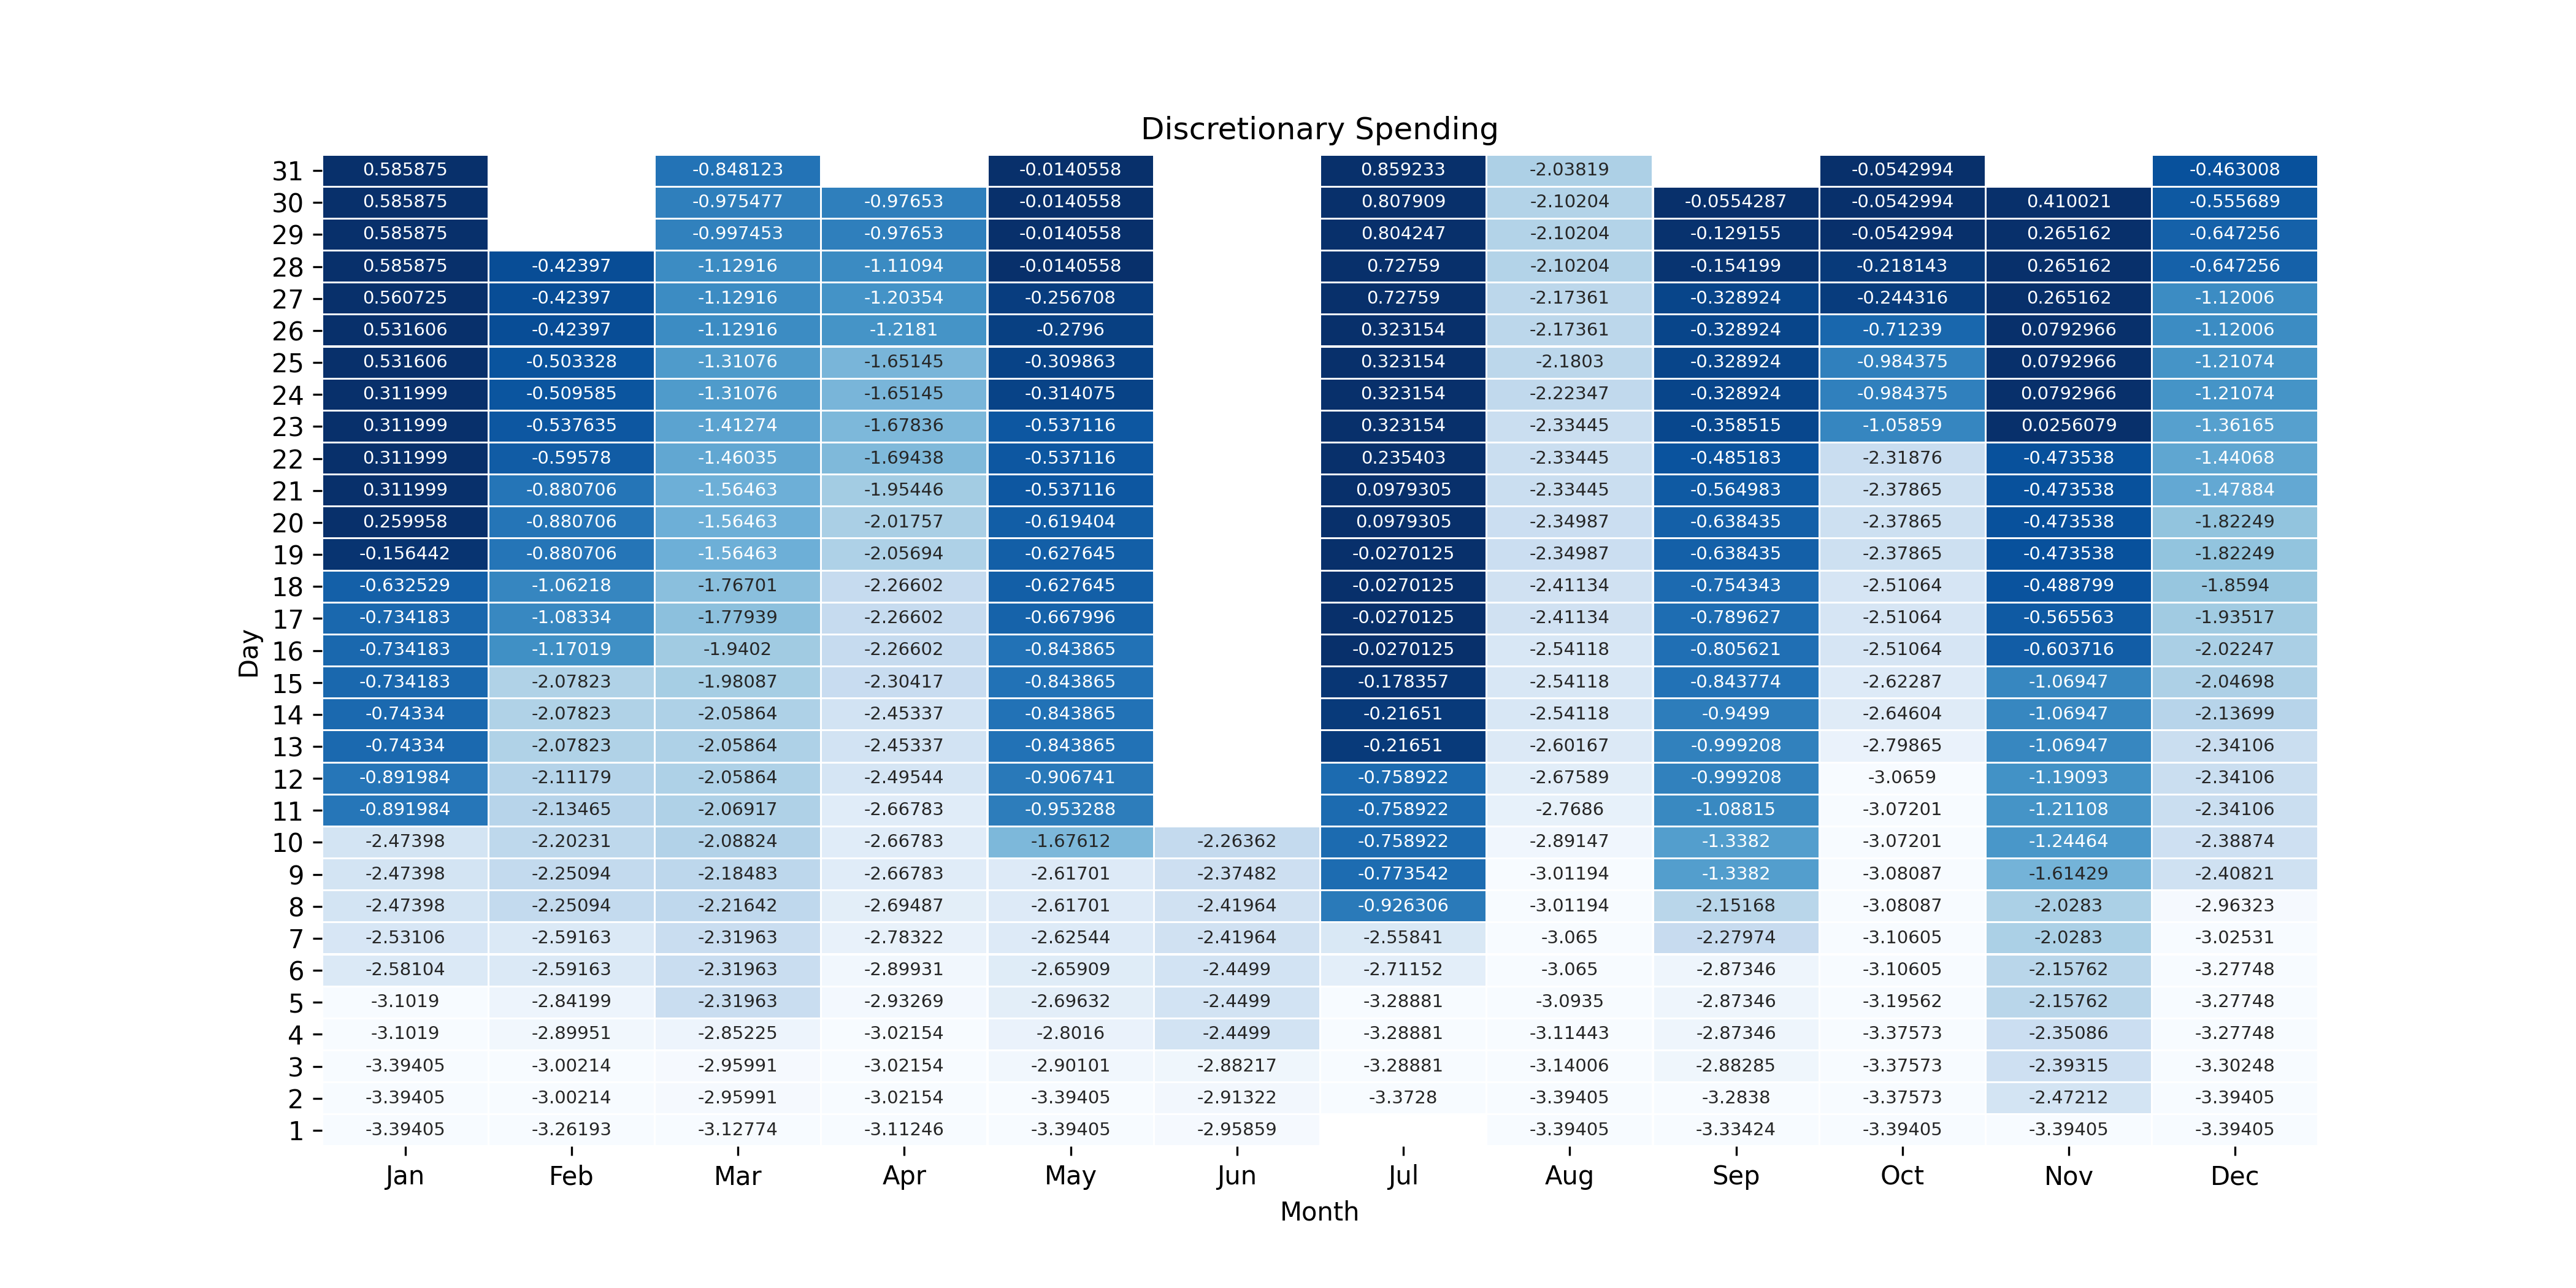 Discretionary Spending
31 0.585875 -0.848123 -0.0140558 0.859233 -2.03819 -0.0542994 -0.463008
30 0.585875 -0.975477 -0.97653 -0.0140558 0.807909 -2.10204 -0.0554287 -0.0542994 0.410021 -0.555689
29 0.585875 -0.997453 -0.97653 -0.0140558 0.804247 -2.10204 -0.129155 -0.0542994 0.265162 -0.647256
28 0.585875 -0.42397 -1.12916 -1.11094 -0.0140558 0.72759 -2.10204 -0.154199 -0.218143 0.265162 -0.647256
27 0.560725 -0.42397 -1.12916 -1.20354 -0.256708 0.72759 -2.17361 -0.328924 -0.244316 0.265162 -1.12006
26 0.531606 -0.42397 -1.12916 -1.2181 -0.2796 0.323154 -2.17361 -0.328924 -0.71239 0.0792966 -1.12006
25 0.531606 -0.503328 -1.31076 -1.65145 -0.309863 0.323154 -2.1803 -0.328924 -0.984375 0.0792966 -1.21074
24 0.311999 -0.509585 -1.31076 -1.65145 -0.314075 0.323154 -2.22347 -0.328924 -0.984375 0.0792966 -1.21074
23 0.311999 -0.537635 -1.41274 -1.67836 -0.537116 0.323154 -2.33445 -0.358515 -1.05859 0.0256079 -1.36165
22 0.311999 -0.59578 -1.46035 -1.69438 -0.537116 0.235403 -2.33445 -0.485183 -2.31876 -0.473538 -1.44068
21 0.311999 -0.880706 -1.56463 -1.95446 -0.537116 0.0979305 -2.33445 -0.564983 -2.37865 -0.473538 -1.47884
20 0.259958 -0.880706 -1.56463 -2.01757 -0.619404 0.0979305 -2.34987 -0.638435 -2.37865 -0.473538 -1.82249
19 -0.156442 -0.880706 -1.56463 -2.05694 -0.627645 -0.0270125 -2.34987 -0.638435 -2.37865 -0.473538 -1.82249
18 -0.632529 -1.06218 -1.76701 -2.26602 -0.627645 -0.0270125 -2.41134 -0.754343 -2.51064 -0.488799 -1.8594
17 -0.734183 -1.08334 -1.77939 -2.26602 -0.667996 -0.0270125 -2.41134 -0.789627 -2.51064 -0.565563 -1.93517
16 -0.734183 -1.17019 -1.9402 -2.26602 -0.843865 -0.0270125 -2.54118 -0.805621 -2.51064 -0.603716 -2.02247
15 -0.734183 -2.07823 -1.98087 -2.30417 -0.843865 -0.178357 -2.54118 -0.843774 -2.62287 -1.06947 -2.04698
14 -0.74334 -2.07823 -2.05864 -2.45337 -0.843865 -0.21651 -2.54118 -0.9499 -2.64604 -1.06947 -2.13699
13 -0.74334 -2.07823 -2.05864 -2.45337 -0.843865 -0.21651 -2.60167 -0.999208 -2.79865 -1.06947 -2.34106
12 -0.891984 -2.11179 -2.05864 -2.49544 -0.906741 -0.758922 -2.67589 -0.999208 -3.0659 -1.19093 -2.34106
11 -0.891984 -2.13465 -2.06917 -2.66783 -0.953288 -0.758922 -2.7686 -1.08815 -3.07201 -1.21108 -2.34106
10 -2.47398 -2.20231 -2.08824 -2.66783 -1.67612 -2.26362 -0.758922 -2.89147 -1.3382 -3.07201 -1.24464 -2.38874
9 -2.47398 -2.25094 -2.18483 -2.66783 -2.61701 -2.37482 -0.773542 -3.01194 -1.3382 -3.08087 -1.61429 -2.40821
8 -2.47398 -2.25094 -2.21642 -2.69487 -2.61701 -2.41964 -0.926306 -3.01194 -2.15168 -3.08087 -2.0283 -2.96323
7 -2.53106 -2.59163 -2.31963 -2.78322 -2.62544 -2.41964 -2.55841 -3.065 -2.27974 -3.10605 -2.0283 -3.02531
6 -2.58104 -2.59163 -2.31963 -2.89931 -2.65909 -2.4499 -2.71152 -3.065 -2.87346 -3.10605 -2.15762 -3.27748
5 -3.1019 -2.84199 -2.31963 -2.93269 -2.69632 -2.4499 -3.28881 -3.0935 -2.87346 -3.19562 -2.15762 -3.27748
4 -3.1019 -2.89951 -2.85225 -3.02154 -2.8016 -2.4499 -3.28881 -3.11443 -2.87346 -3.37573 -2.35086 -3.27748
3 -3.39405 -3.00214 -2.95991 -3.02154 -2.90101 -2.88217 -3.28881 -3.14006 -2.88285 -3.37573 -2.39315 -3.30248
2 -3.39405 -3.00214 -2.95991 -3.02154 -3.39405 -2.91322 -3.3728 -3.39405 -3.2838 -3.37573 -2.47212 -3.39405
1 -3.39405 -3.26193 -3.12774 -3.11246 -3.39405 -2.95859 -3.39405 -3.33424 -3.39405 -3.39405 -3.39405
Day
Jan Feb Mar Apr May Jun Jul Aug Sep Oct Nov Dec
Month